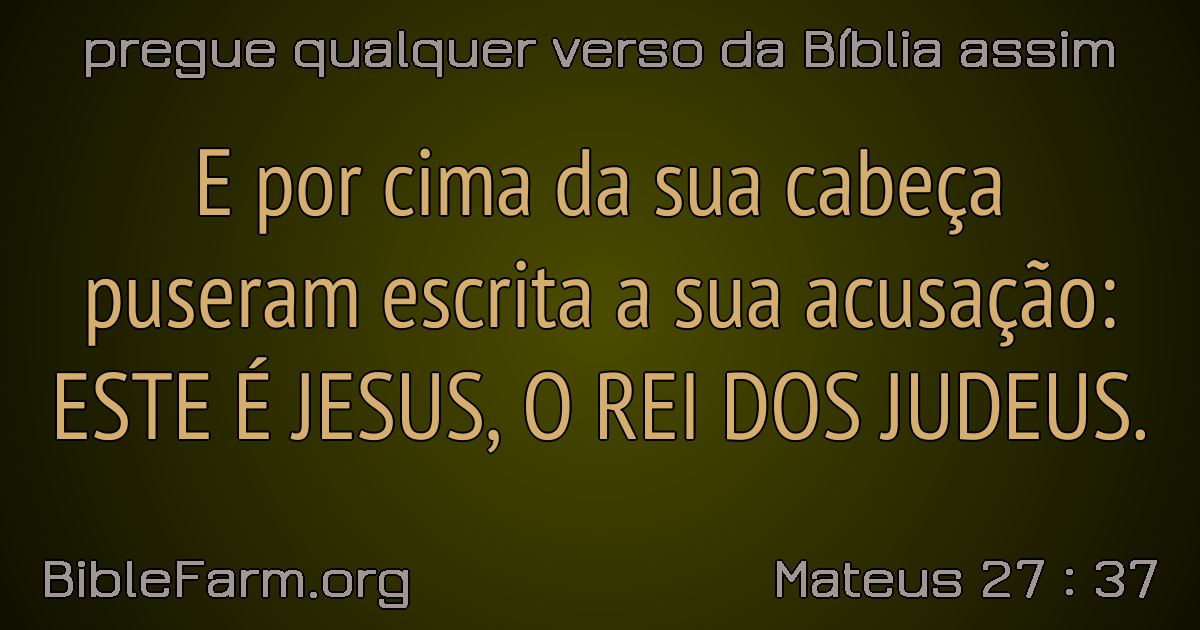 pregue qualquer verso da Bíblia assim
E por cima da sua cabeça
puseram escrita a sua acusação:
ESTE É JESUS, O REI DOS JUDEUS.
BibleFarm.org
Mateus 27 : 37